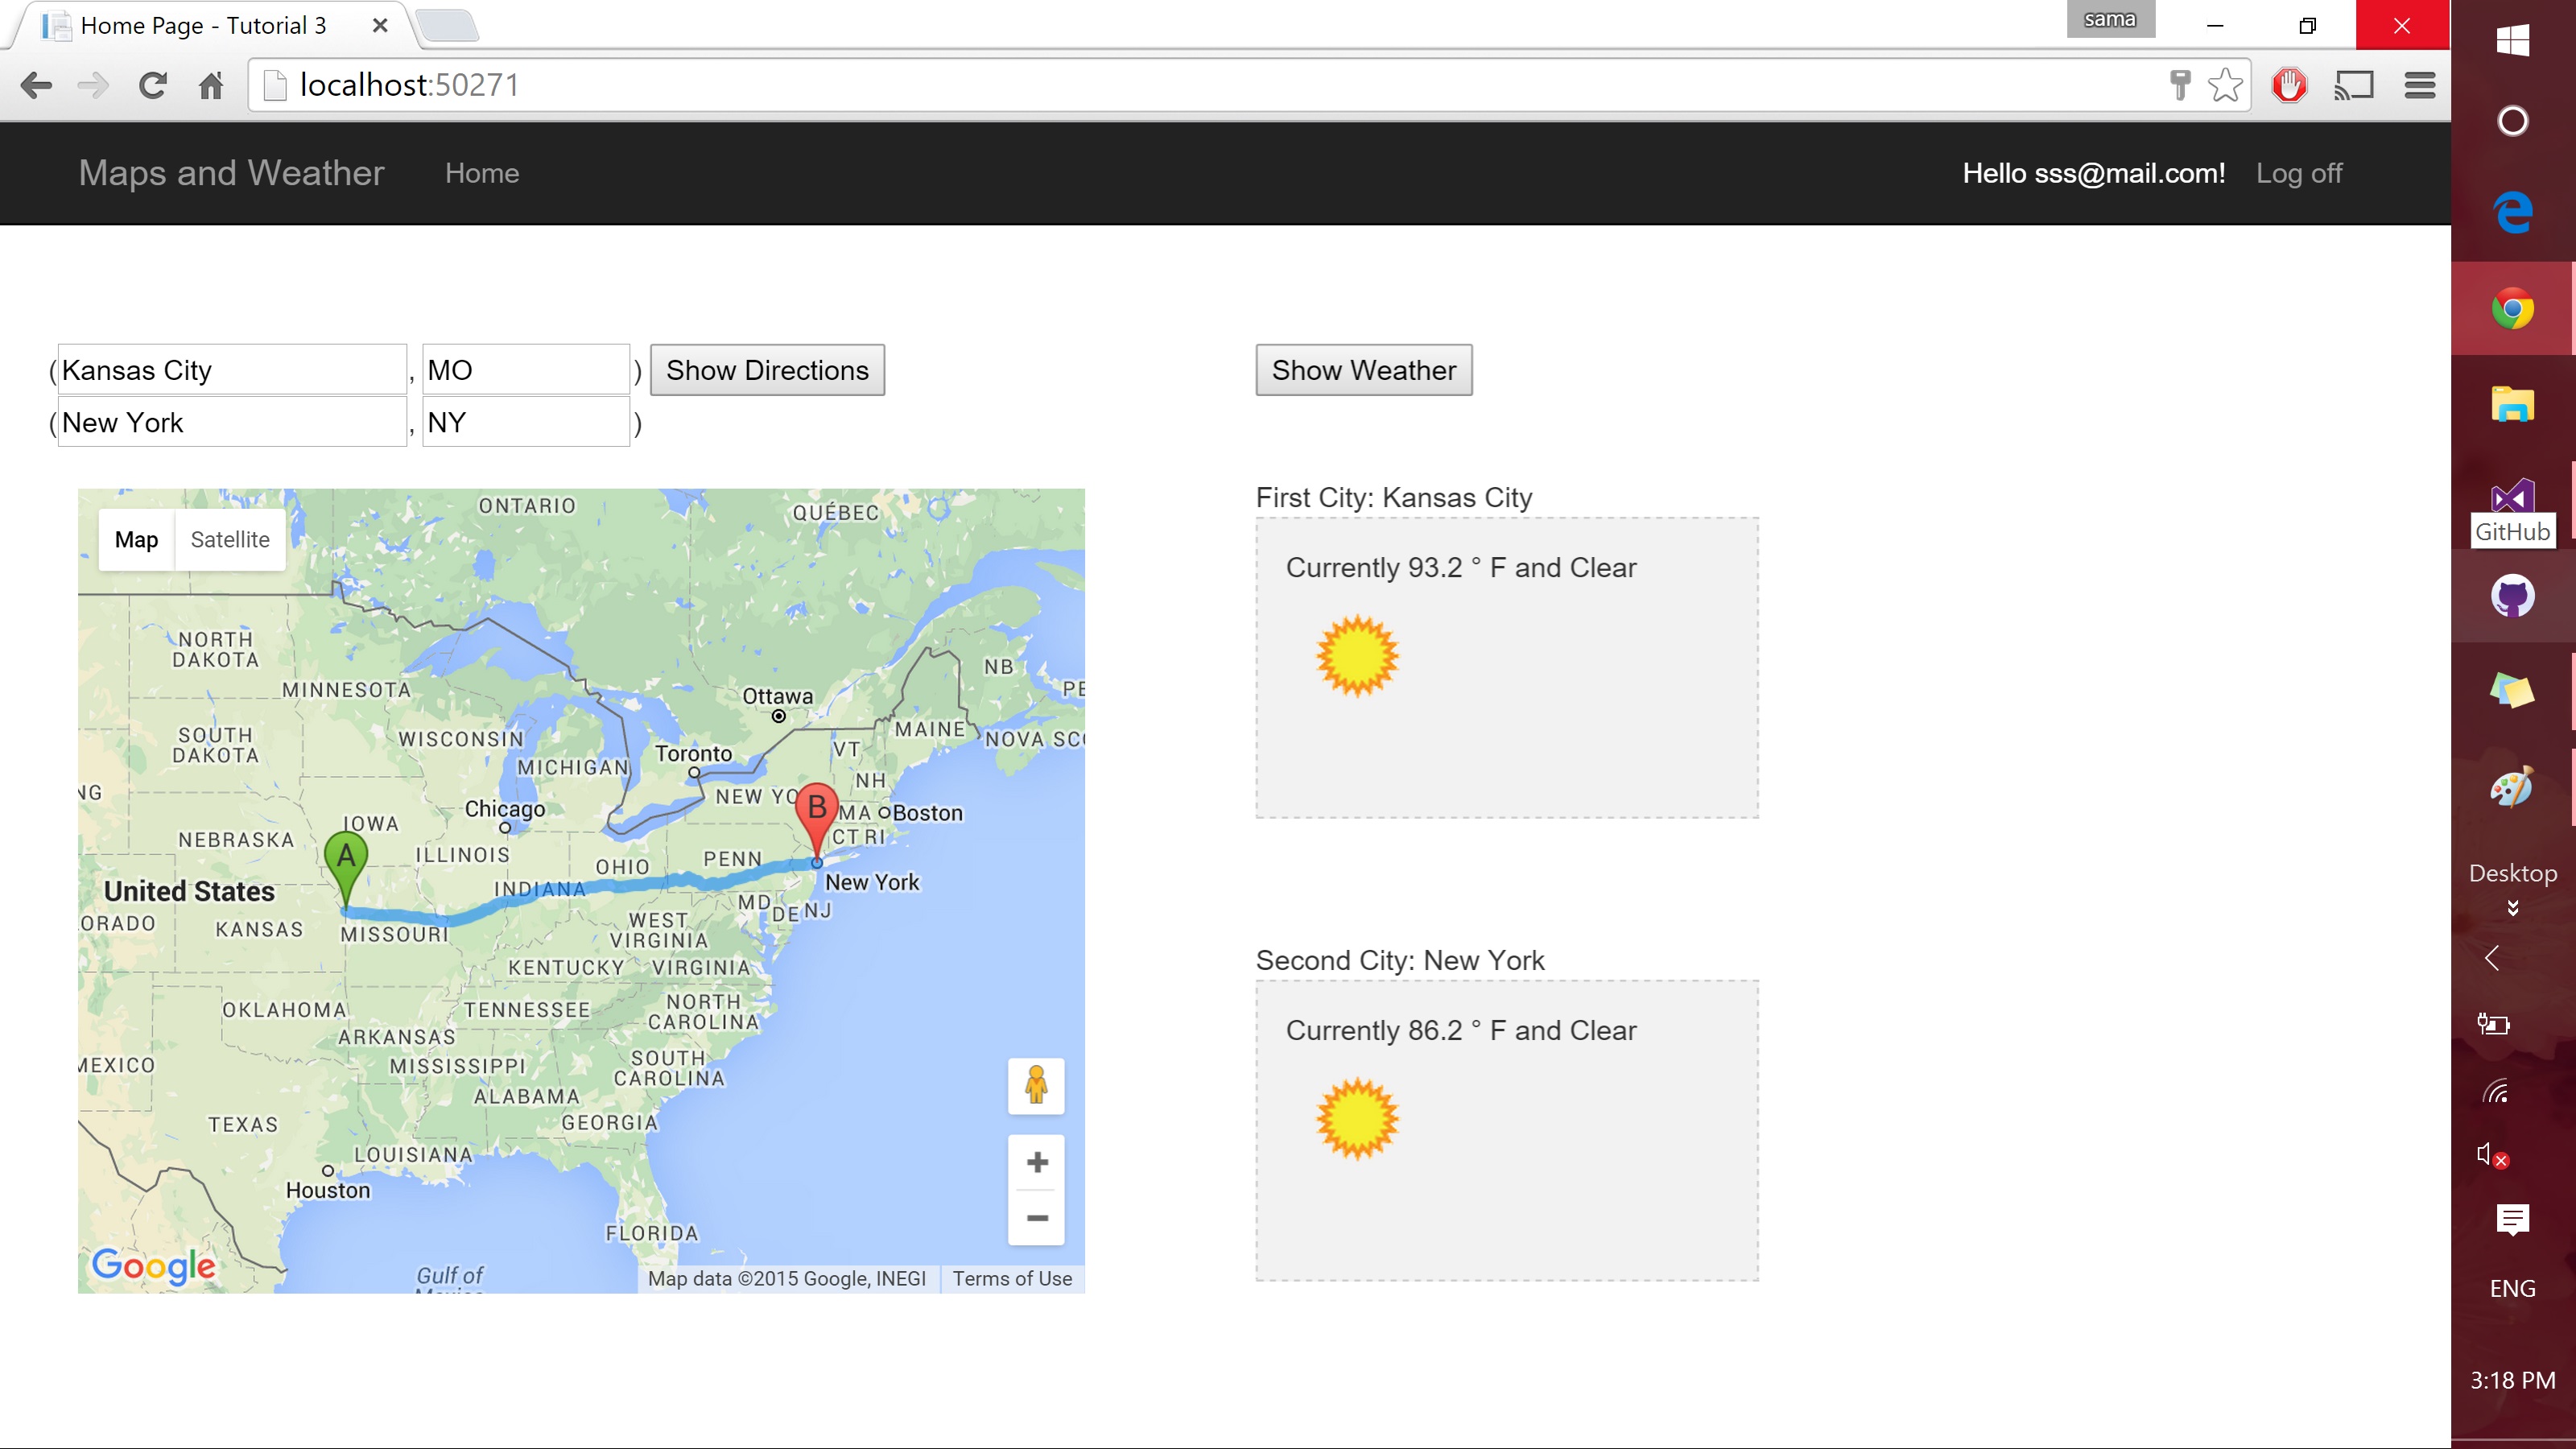 Home Page - Tutorial 3
sama
localhost:50271
Maps and Weather
Home
Hello sss@mail.com!
Log off
(Kansas City, MO) Show Directions
(New York, NY)
Show Weather
Map
Satellite
ONTARIO
QUÉBEC
NORTH
DAKOTA
MINNESOTA
NB
PE
Ottawa
SOUTH
DAKOTA
WISCONSIN
MICHIGAN
Toronto
VT
MAINE
NOVA SC
NG
NH
NEW YO
B
MA
Boston
Chicago
IOWA
CT RI
NEBRASKA
A
ILLINOIS
OHIO
PENN
United States
INDIANA
New York
ORADO
KANSAS
MISSOURI
WEST
VIRGINIA
MD
DE
NJ
KENTUCKY
VIRGINIA
OKLAHOMA
TENNESSEE
NORTH
CAROLINA
ARKANSAS
MEXICO
MISSISSIPPI
SOUTH
CAROLINA
ALABAMA
TEXAS
GEORGIA
LOUISIANA
Houston
FLORIDA
Google
Gulf of
Mexico
Map data ©2015 Google, INEGI
Terms of Use
First City: Kansas City
Currently 93.2 ° F and Clear
Second City: New York
Currently 86.2 ° F and Clear
GitHub
Desktop
ENG
3:18 PM